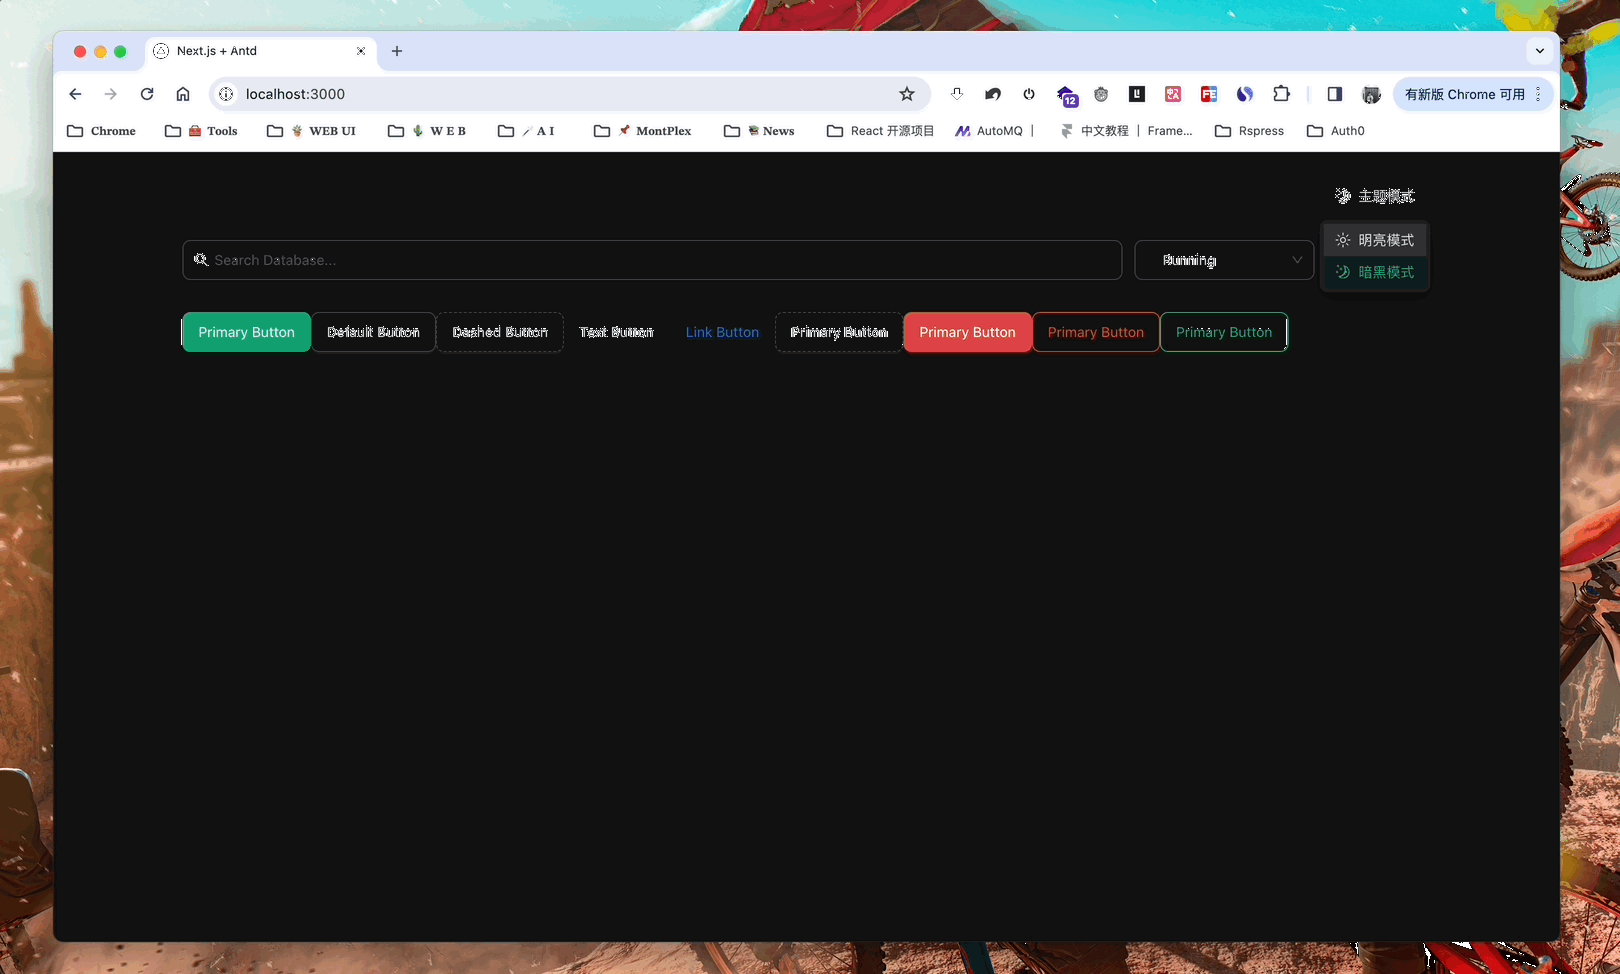 Next.js + Antd
localhost:3000
12
有新版 Chrome 可用
Chrome Tools WEB UI W E B A I MontPlex News React 开源项目 AutoMQ | 中文教程 | Frame... Rspress Auth0
主题模式
明亮模式
暗黑模式
Search Database...
Running
Primary Button Default Button Dashed Button Text Button Link Button Primary Button Primary Button Primary Button Primary Button